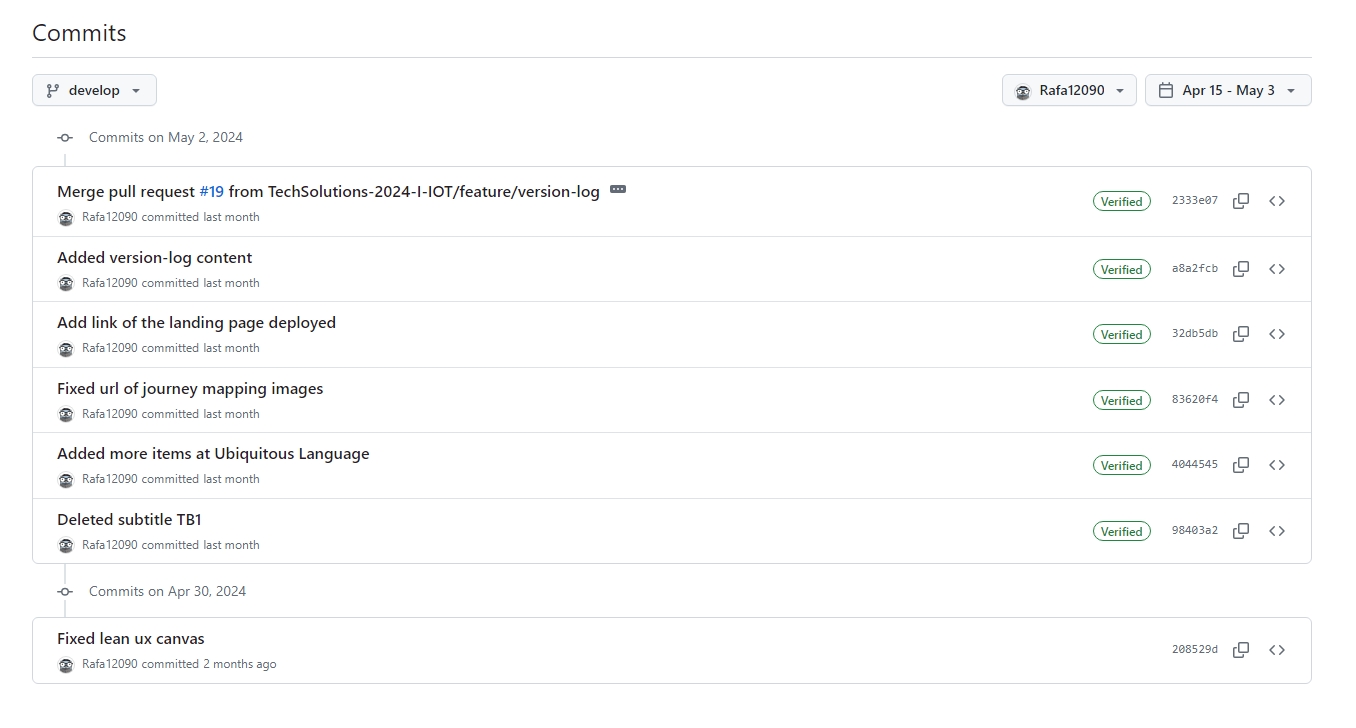 Commits
develop
Rafa12090
Apr 15 - May 3
Commits on May 2, 2024
Merge pull request #19 from TechSolutions-2024-I-IOT/feature/version-log
Rafa12090 committed last month
Verified
2333e07
Added version-log content
Rafa12090 committed last month
Verified
a8a2fcb
Add link of the landing page deployed
Rafa12090 committed last month
Verified
32db5db
Fixed url of journey mapping images
Rafa12090 committed last month
Verified
83620f4
Added more items at Ubiquitous Language
Rafa12090 committed last month
Verified
4044545
Deleted subtitle TB1
Rafa12090 committed last month
Verified
98403a2
Commits on Apr 30, 2024
Fixed lean ux canvas
Rafa12090 committed 2 months ago
208529d